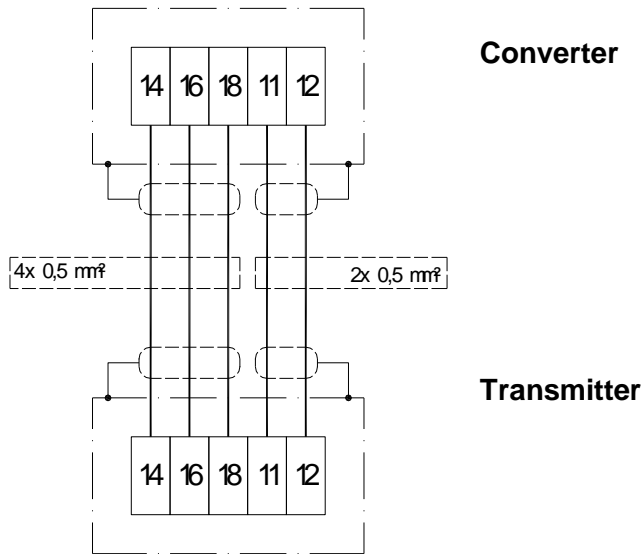 Converter
14 16 18 11 12
4x 0,5 mm²
2x 0,5 mm²
Transmitter
14 16 18 11 12